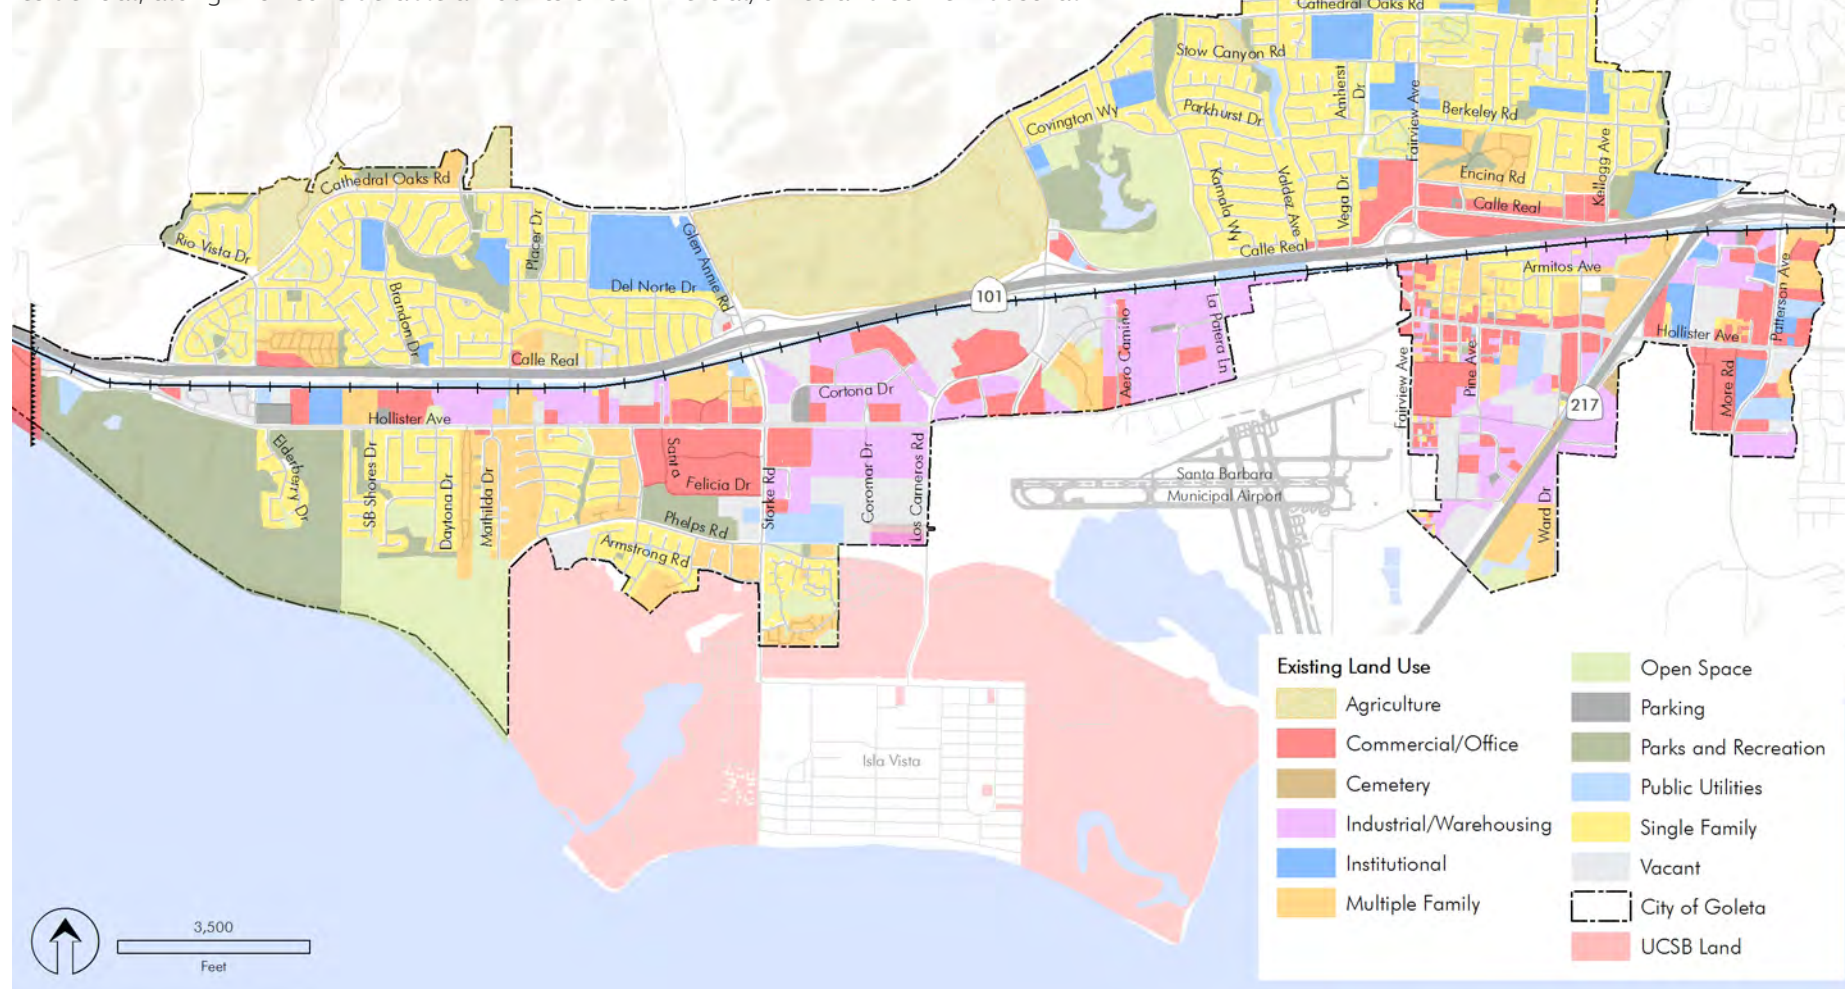 Cathedral Oaks Rd
Stow Canyon Rd
Amherst Dr
Fairview Ave
Covington Wy
Parkhurst Dr
Berkeley Rd
Kellogg Ave
Cathedral Oaks Rd
Encina Rd
Kamala Wy
Valdez Ave
Vega Dr
Calle Real
Rio Vista Dr
Placer Dr
Glen Annie Rd
Calle Real
Armitos Ave
Patterson Ave
Del Norte Dr
101
Brandon Dr
La Patera Ln
Aero Camino
Hollister Ave
Calle Real
Fairview Ave
Pine Ave
More Rd
Cortona Dr
217
Hollister Ave
Elderberry Dr
SB Shores Dr
Daytona Dr
Mathilda Dr
Santa
Felicia Dr
Storke Rd
Coromar Dr
Los Carneros Rd
Santa Barbara
Municipal Airport
Ward Dr
Phelps Rd
Armstrong Rd
Isla Vista
Existing Land Use
Agriculture
Commercial/Office
Cemetery
Industrial/Warehousing
Institutional
Multiple Family
Open Space
Parking
Parks and Recreation
Public Utilities
Single Family
Vacant
City of Goleta
UCSB Land
3,500
Feet